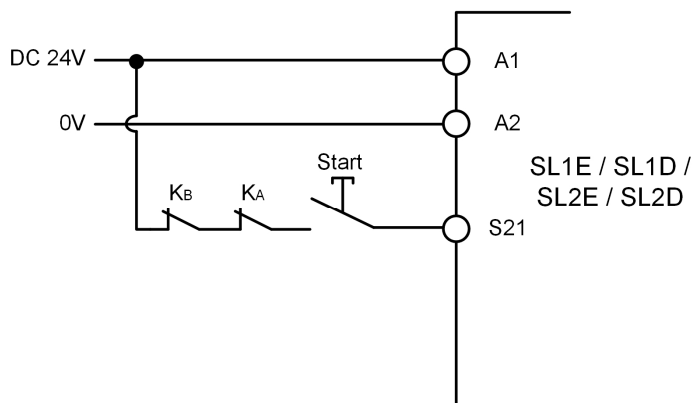 DC 24V
A1
0V
A2
Start
SL1E / SL1D /
SL2E / SL2D
KB
KA
S21